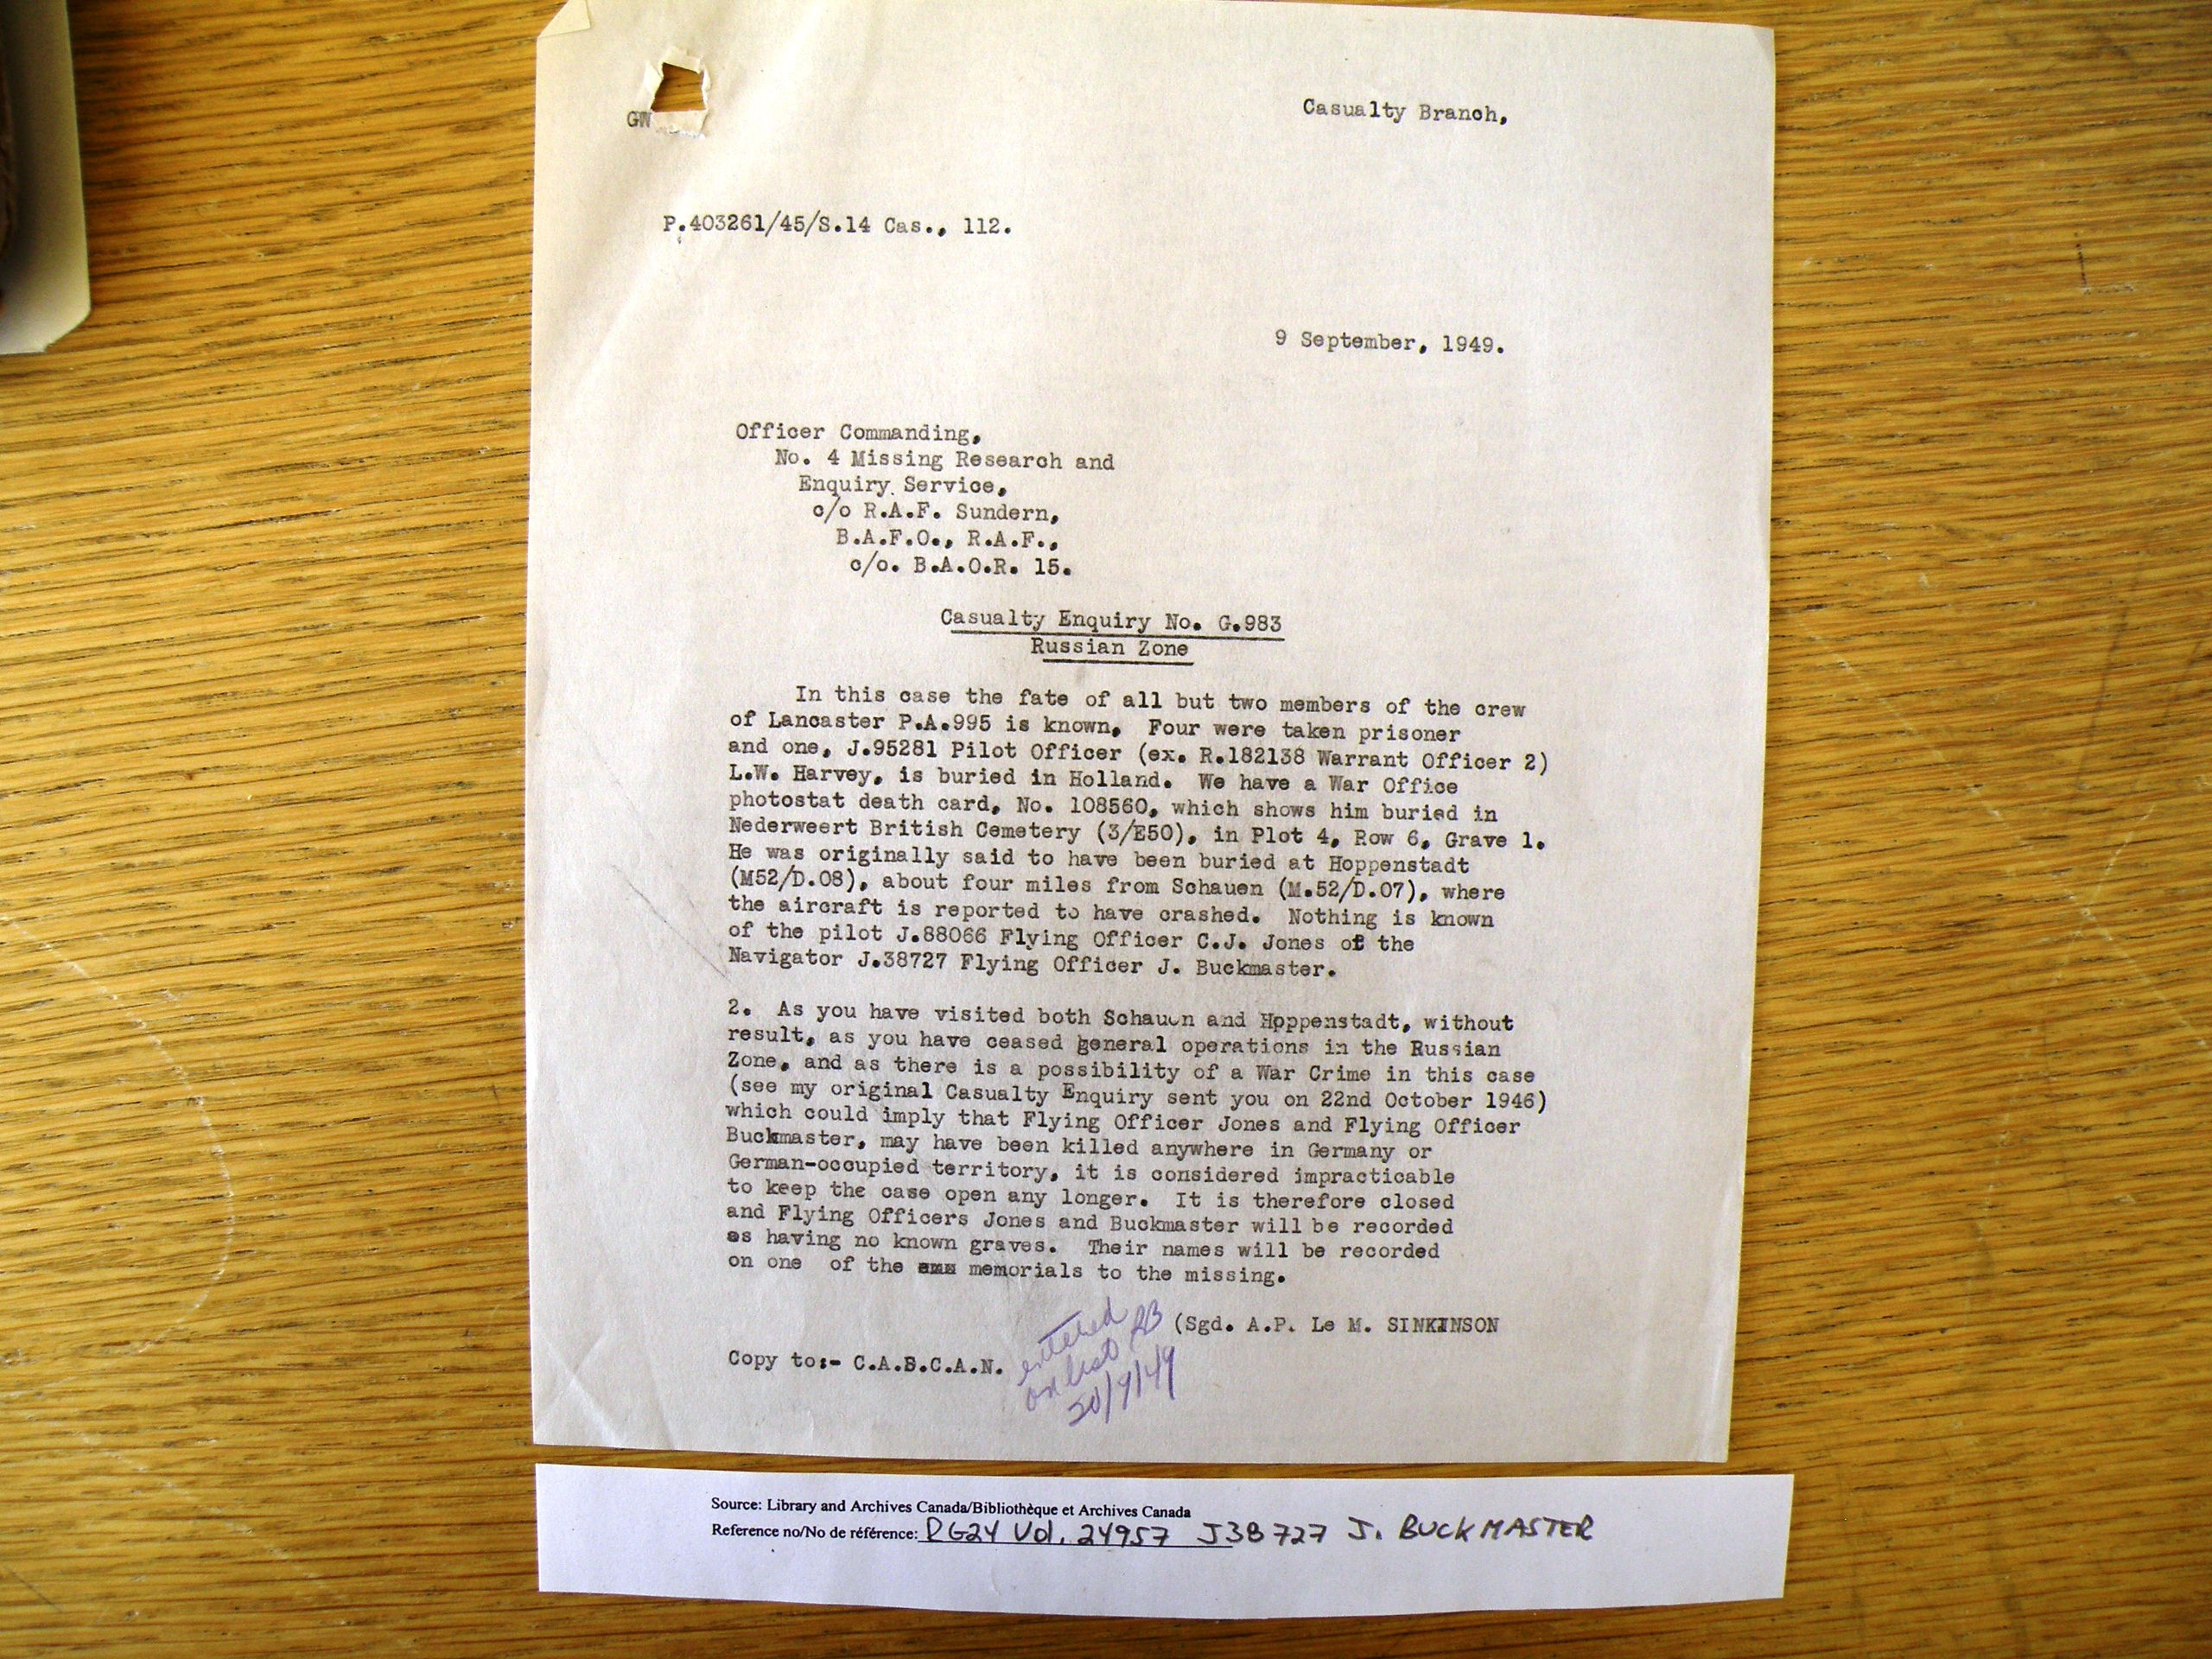 GW
Casualty Branch,
P.403261/45/S.14 Cas., 112.
9 September, 1949.
Officer Commanding,
No. 4 Missing Research and
Enquiry Service,
c/o R.A.F. Sundern,
B.A.F.O., R.A.F.,
c/o. B.A.O.R. 15.
Casualty Enquiry No. G.983
Russian Zone
In this case the fate of all but two members of the crew
of Lancaster P.A.995 is known. Four were taken prisoner
and one, J.95281 Pilot Officer (ex. R.182138 Warrant Officer 2)
L.W. Harvey, is buried in Holland. We have a War Office
photostat death card, No. 108560, which shows him buried in
Nederweert British Cemetery (3/E50), in Plot 4, Row 6, Grave 1.
He was originally said to have been buried at Hoppenstadt
(M52/D.08), about four miles from Schauen (M.52/D.07), where
the aircraft is reported to have crashed. Nothing is known
of the pilot J.88066 Flying Officer C.J. Jones of the
Navigator J.38727 Flying Officer J. Buckmaster.
2. As you have visited both Schauen and Hoppenstadt, without
result, as you have ceased general operations in the Russian
Zone, and as there is a possibility of a War Crime in this case
(see my original Casualty Enquiry sent you on 22nd October 1946)
which could imply that Flying Officer Jones and Flying Officer
Buckmaster, may have been killed anywhere in Germany or
German-occupied territory, it is considered impracticable
to keep the case open any longer. It is therefore closed
and Flying Officers Jones and Buckmaster will be recorded
as having no known graves. Their names will be recorded
on one of the memorials to the missing.
(Sgd. A.P. Le M. SINKINSON
Copy to:- C.A.S.C.A.N.
entered
on list
20/9/49
Source: Library and Archives Canada/Bibliothèque et Archives Canada
Reference no/No de référence: RG24 Vol. 24957 J38727 J. BUCKMASTER